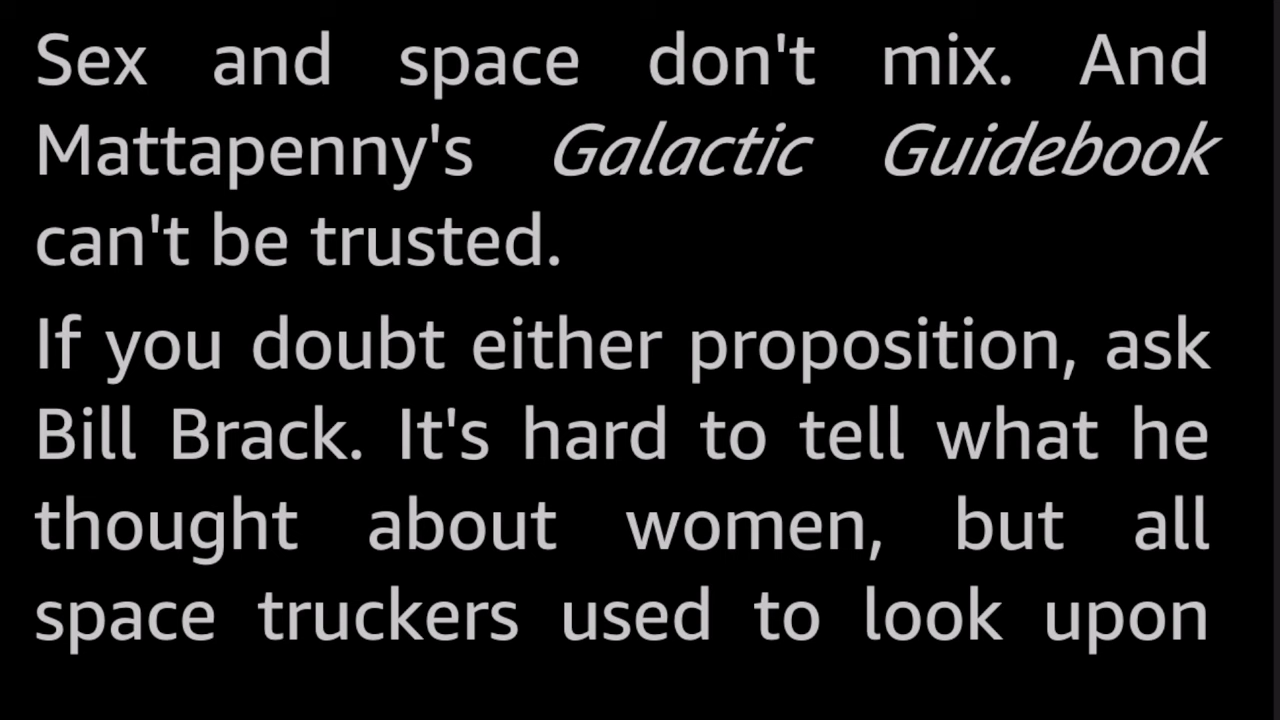 Sex and space don't mix. And
Mattapenny's Galactic Guidebook
can't be trusted.
If you doubt either proposition, ask
Bill Brack. It's hard to tell what he
thought about women, but all
space truckers used to look upon